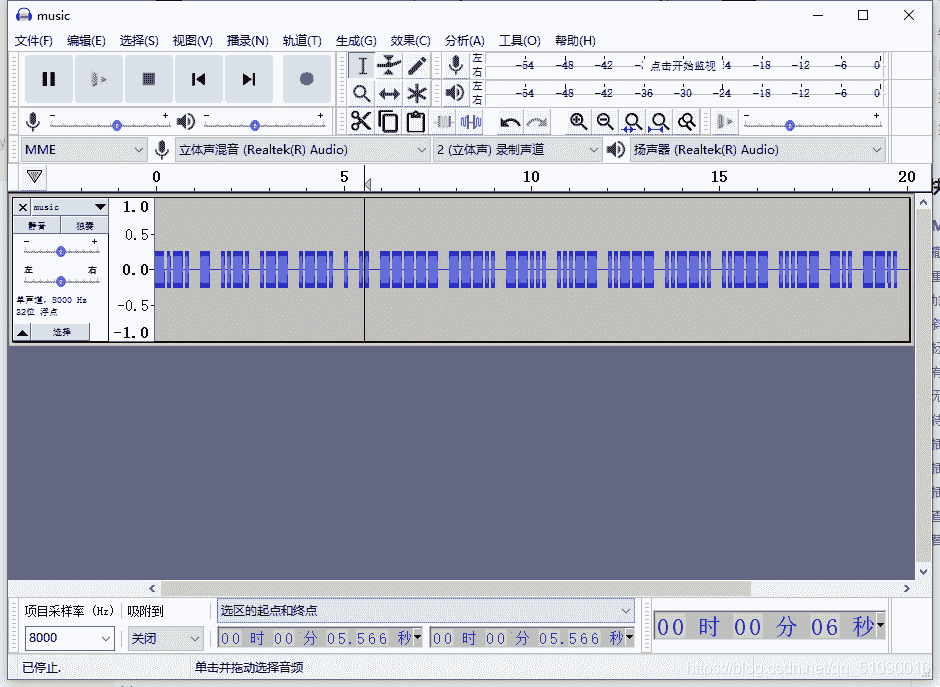 music
文件(F) 编辑(E) 选择(S) 视图(V) 播录(N) 轨道(T) 生成(G) 效果(C) 分析(A) 工具(O) 帮助(H)
左 -54 -48 -42 -: 点击开始监视 !4 -18 -12 -6 0
右
左 -54 -48 -42 -36 -30 -24 -18 -12 -6 0
右
- + - + - +
MME 立体声混音 (Realtek(R) Audio) 2 (立体声) 录制声道 扬声器 (Realtek(R) Audio)
0 5 10 15 20
music 1.0
静音 独奏
- + 0.5
左 右 0.0
单声道, 8000 Hz -0.5
32位 浮点
选择 -1.0
项目采样率 (Hz) 吸附到 选区的起点和终点
8000 关闭 00 时 00 分 05.566 秒 00 时 00 分 05.566 秒 00 时 00 分 06 秒
已停止. 单击并拖动选择音频
https://blog.csdn.net/qq_51090016